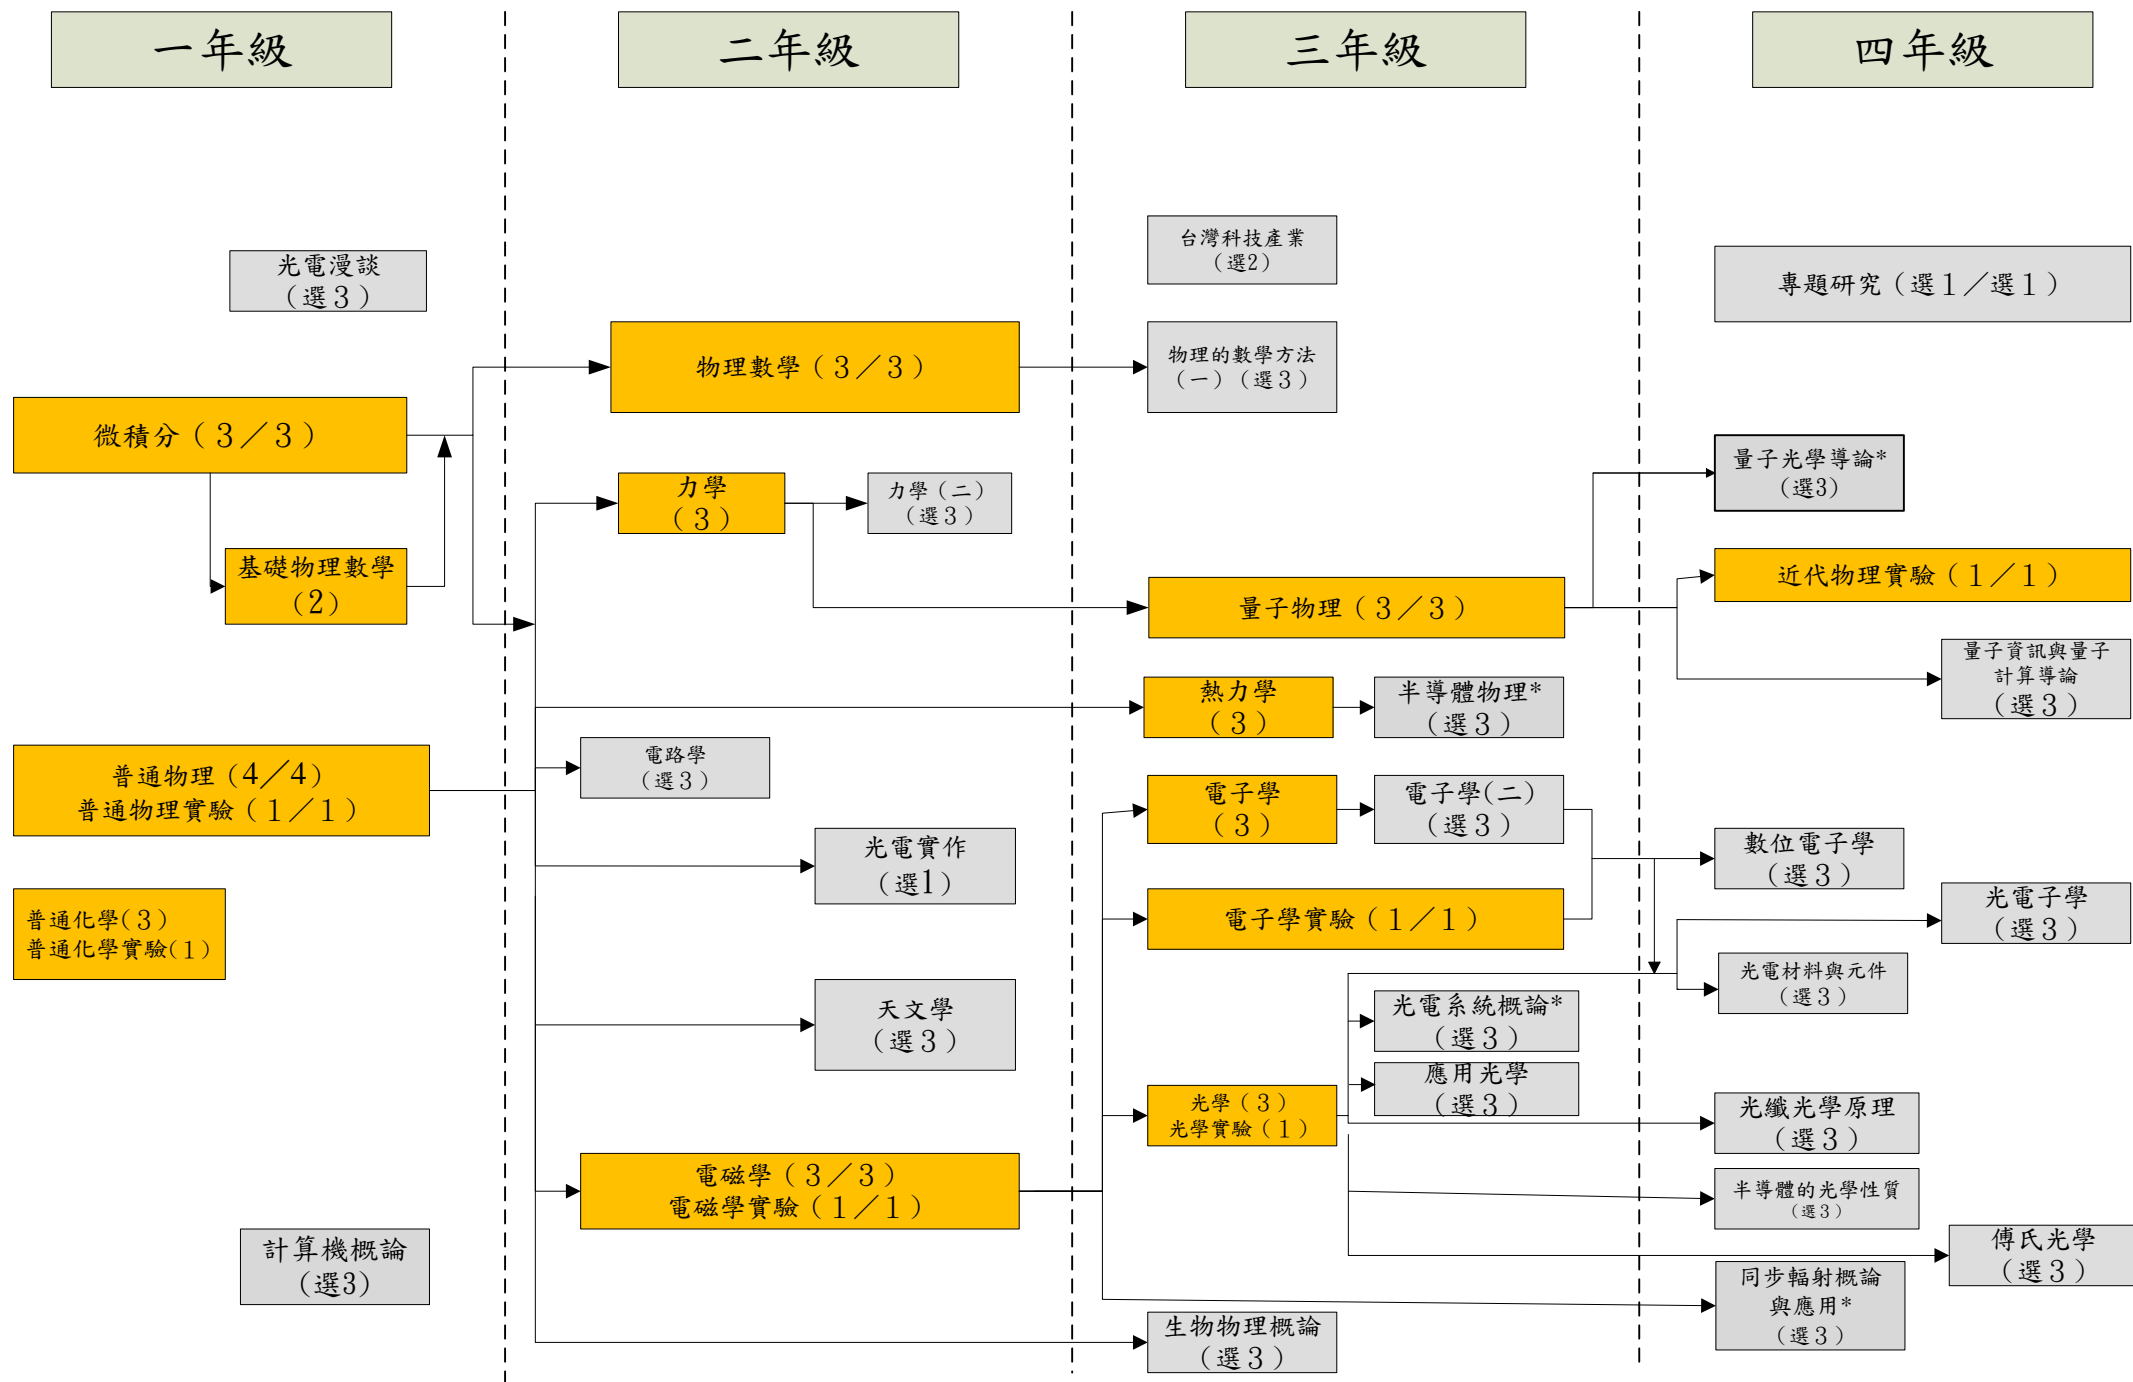 一年級
二年級
三年級
四年級
光電漫談
（選３）
微積分（３／３）
基礎物理數學
（2）
普通物理（4／4）
普通物理實驗（１／１）
普通化學(３)
普通化學實驗(１)
計算機概論
（選3）
物理數學（３／３）
力學
（３）
力學（二）
（選３）
電路學
（選３）
光電實作
（選1）
天文學
（選３）
電磁學（３／３）
電磁學實驗（１／１）
台灣科技產業
（選2）
物理的數學方法
（一）（選３）
量子物理（３／３）
熱力學
（３）
半導體物理*
（選３）
電子學
（３）
電子學(二)
（選３）
電子學實驗（１／１）
光電系統概論*
（選３）
應用光學
（選３）
光學（３）
光學實驗（１）
生物物理概論
（選３）
專題研究（選１／選１）
量子光學導論*
（選3）
近代物理實驗（１／１）
量子資訊與量子
計算導論
（選３）
數位電子學
（選３）
光電子學
（選３）
光電材料與元件
（選３）
光纖光學原理
（選３）
半導體的光學性質
（選３）
傅氏光學
（選３）
同步輻射概論
與應用*
（選３）